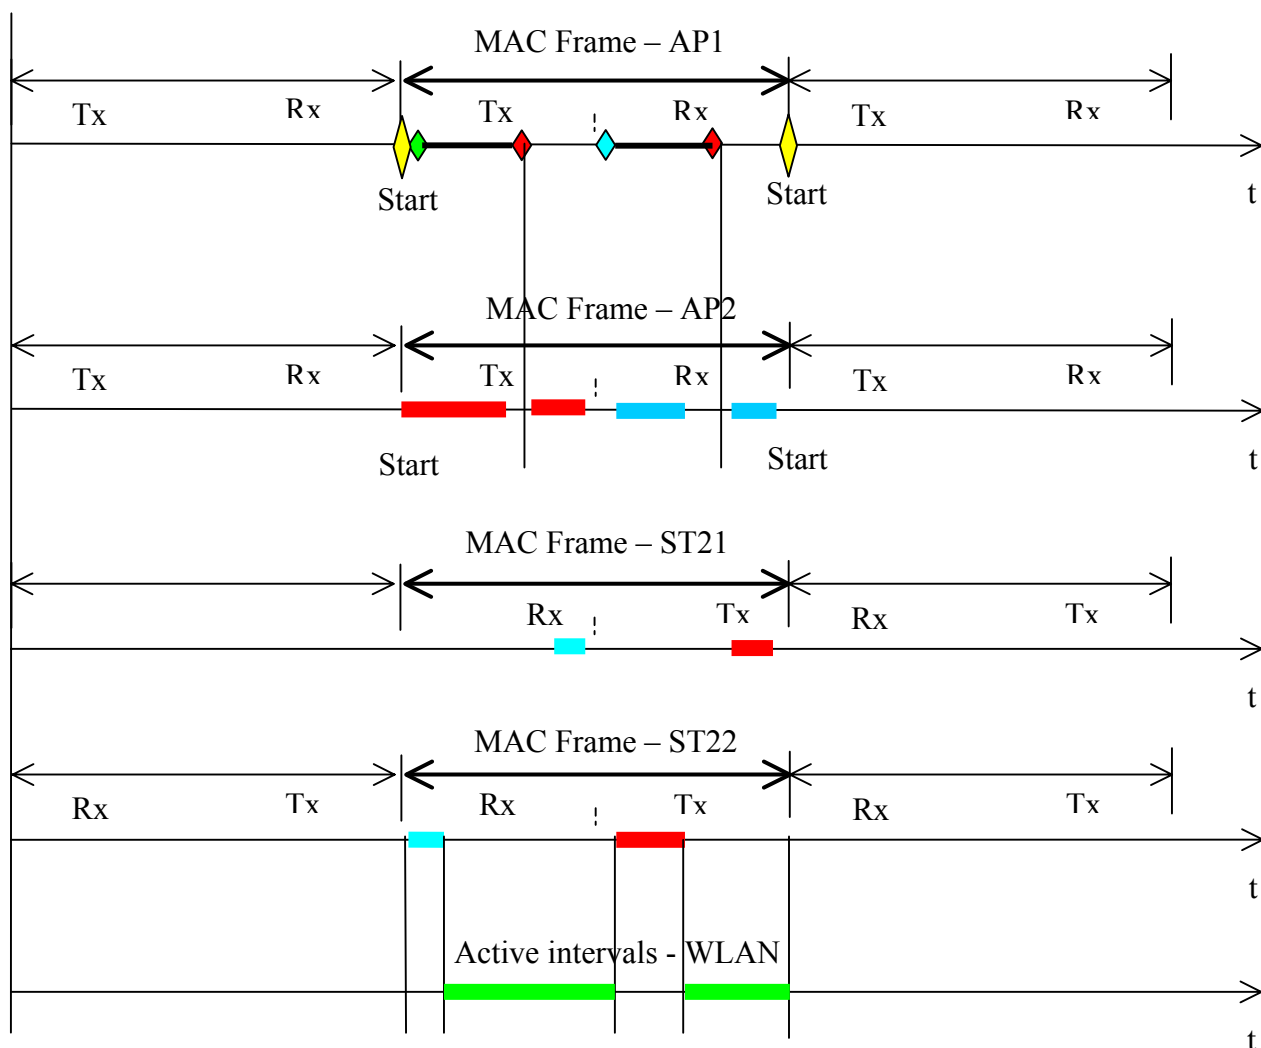 MAC Frame – AP1
Tx Rx Tx Rx Tx Rx
Start Start t
MAC Frame – AP2
Tx Rx Tx Rx Tx Rx
Start Start t
MAC Frame – ST21
Rx Tx Rx Tx
t
MAC Frame – ST22
Rx Tx Rx Tx Rx Tx
t
Active intervals - WLAN
t